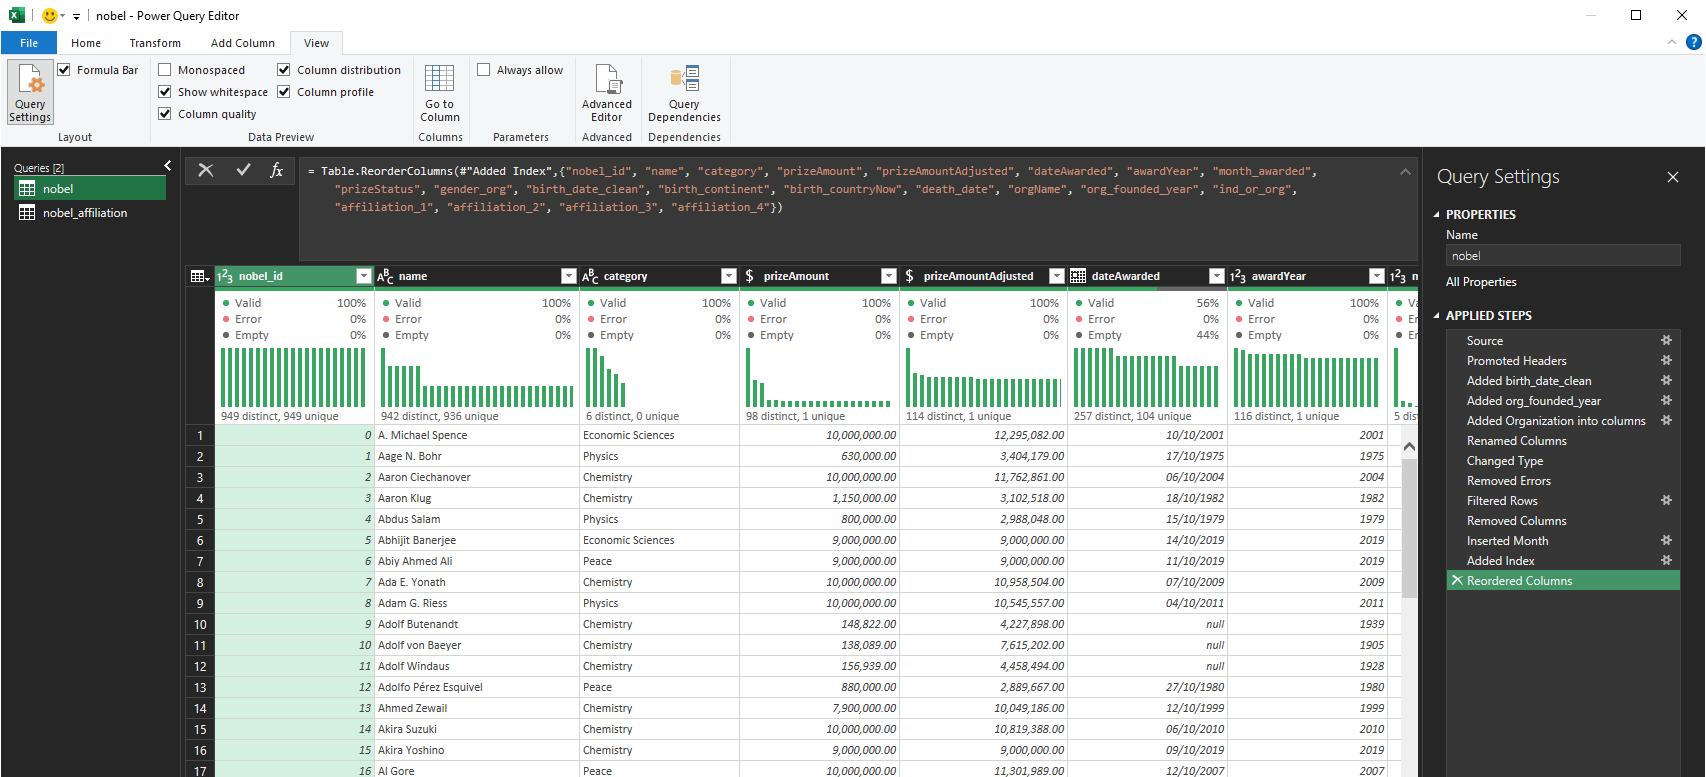 nobel - Power Query Editor
File Home Transform Add Column View
Query Settings
Formula Bar
Layout
Monospaced
Show whitespace
Column quality
Column distribution
Column profile
Data Preview
Go to Column
Columns
Always allow
Parameters
Advanced Editor
Advanced
Query Dependencies
Dependencies
Queries [2]
nobel
nobel_affiliation
fx
= Table.ReorderColumns(#"Added Index",{"nobel_id", "name", "category", "prizeAmount", "prizeAmountAdjusted", "dateAwarded", "awardYear", "month_awarded",
"prizeStatus", "gender_org", "birth_date_clean", "birth_continent", "birth_countryNow", "death_date", "orgName", "org_founded_year", "ind_or_org",
"affiliation_1", "affiliation_2", "affiliation_3", "affiliation_4"})
123 nobel_id ABC name ABC category $ prizeAmount $ prizeAmountAdjusted dateAwarded 123 awardYear 123
Valid 100% Valid 100% Valid 100% Valid 100% Valid 100% Valid 56% Valid 100%
Error 0% Error 0% Error 0% Error 0% Error 0% Error 0% Error 0%
Empty 0% Empty 0% Empty 0% Empty 0% Empty 0% Empty 44% Empty 0%
949 distinct, 949 unique 942 distinct, 936 unique 6 distinct, 0 unique 98 distinct, 1 unique 114 distinct, 1 unique 257 distinct, 104 unique 116 distinct, 1 unique 5 dist
1 0 A. Michael Spence Economic Sciences 10,000,000.00 12,295,082.00 10/10/2001 2001
2 1 Aage N. Bohr Physics 630,000.00 3,404,179.00 17/10/1975 1975
3 2 Aaron Ciechanover Chemistry 10,000,000.00 11,762,861.00 06/10/2004 2004
4 3 Aaron Klug Chemistry 1,150,000.00 3,102,518.00 18/10/1982 1982
5 4 Abdus Salam Physics 800,000.00 2,988,048.00 15/10/1979 1979
6 5 Abhijit Banerjee Economic Sciences 9,000,000.00 9,000,000.00 14/10/2019 2019
7 6 Abiy Ahmed Ali Peace 9,000,000.00 9,000,000.00 11/10/2019 2019
8 7 Ada E. Yonath Chemistry 10,000,000.00 10,958,504.00 07/10/2009 2009
9 8 Adam G. Riess Physics 10,000,000.00 10,545,557.00 04/10/2011 2011
10 9 Adolf Butenandt Chemistry 148,822.00 4,227,898.00 null 1939
11 10 Adolf von Baeyer Chemistry 138,089.00 7,615,202.00 null 1905
12 11 Adolf Windaus Chemistry 156,939.00 4,458,494.00 null 1928
13 12 Adolfo Pérez Esquivel Peace 880,000.00 2,889,667.00 27/10/1980 1980
14 13 Ahmed Zewail Chemistry 7,900,000.00 10,049,186.00 12/10/1999 1999
15 14 Akira Suzuki Chemistry 10,000,000.00 10,819,388.00 06/10/2010 2010
16 15 Akira Yoshino Chemistry 9,000,000.00 9,000,000.00 09/10/2019 2019
17 16 Al Gore Peace 10,000,000.00 11,301,989.00 12/10/2007 2007
Query Settings
PROPERTIES
Name
nobel
All Properties
APPLIED STEPS
Source
Promoted Headers
Added birth_date_clean
Added org_founded_year
Added Organization into columns
Renamed Columns
Changed Type
Removed Errors
Filtered Rows
Removed Columns
Inserted Month
Added Index
Reordered Columns